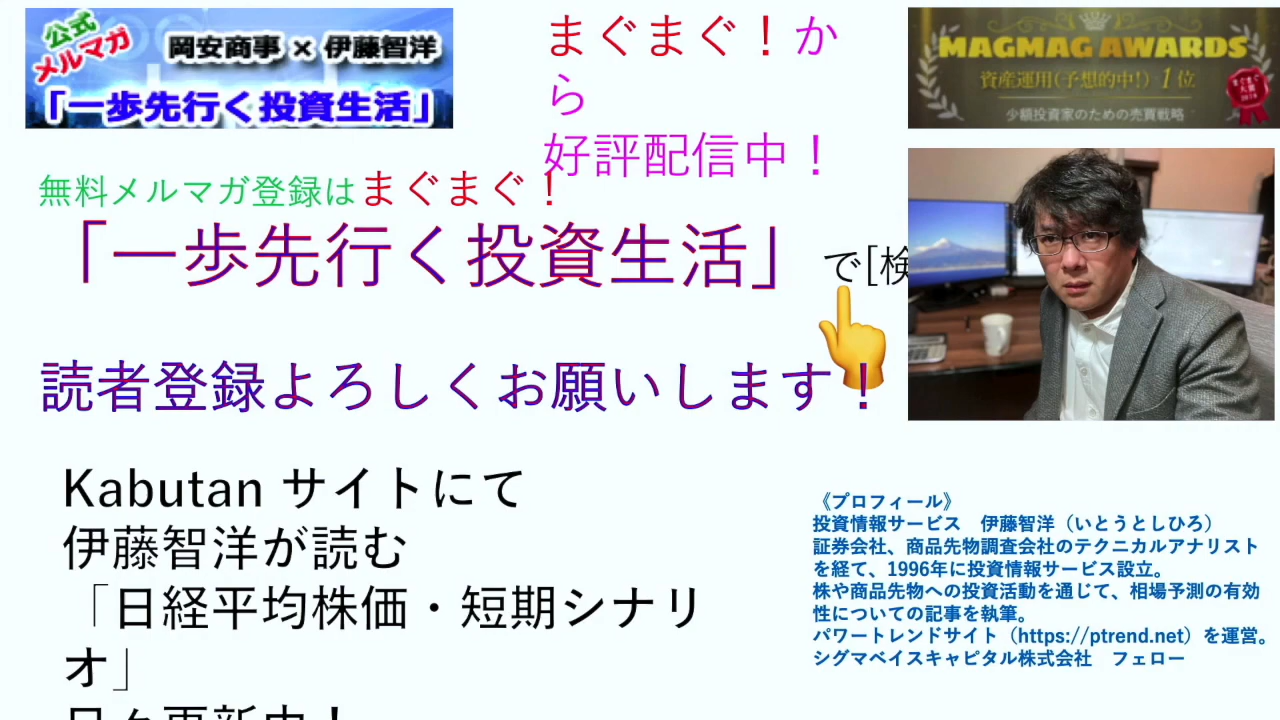 公式
メルマガ
岡安商事 × 伊藤智洋
「一歩先行く投資生活」
まぐまぐ！か
ら
好評配信中！
MAGMAG AWARDS
資産運用(予想的中!) 1位
まぐまぐ
大賞
少額投資家のための売買戦略
無料メルマガ登録はまぐまぐ！
「一歩先行く投資生活」で[検
読者登録よろしくお願いします！
Kabutan サイトにて
伊藤智洋が読む
「日経平均株価・短期シナリ
オ」
日々更新中！
《プロフィール》
投資情報サービス　伊藤智洋（いとうとしひろ）
証券会社、商品先物調査会社のテクニカルアナリスト
を経て、1996年に投資情報サービス設立。
株や商品先物への投資活動を通じて、相場予測の有効
性についての記事を執筆。
パワートレンドサイト（https://ptrend.net）を運営。
シグマベイスキャピタル株式会社　フェロー